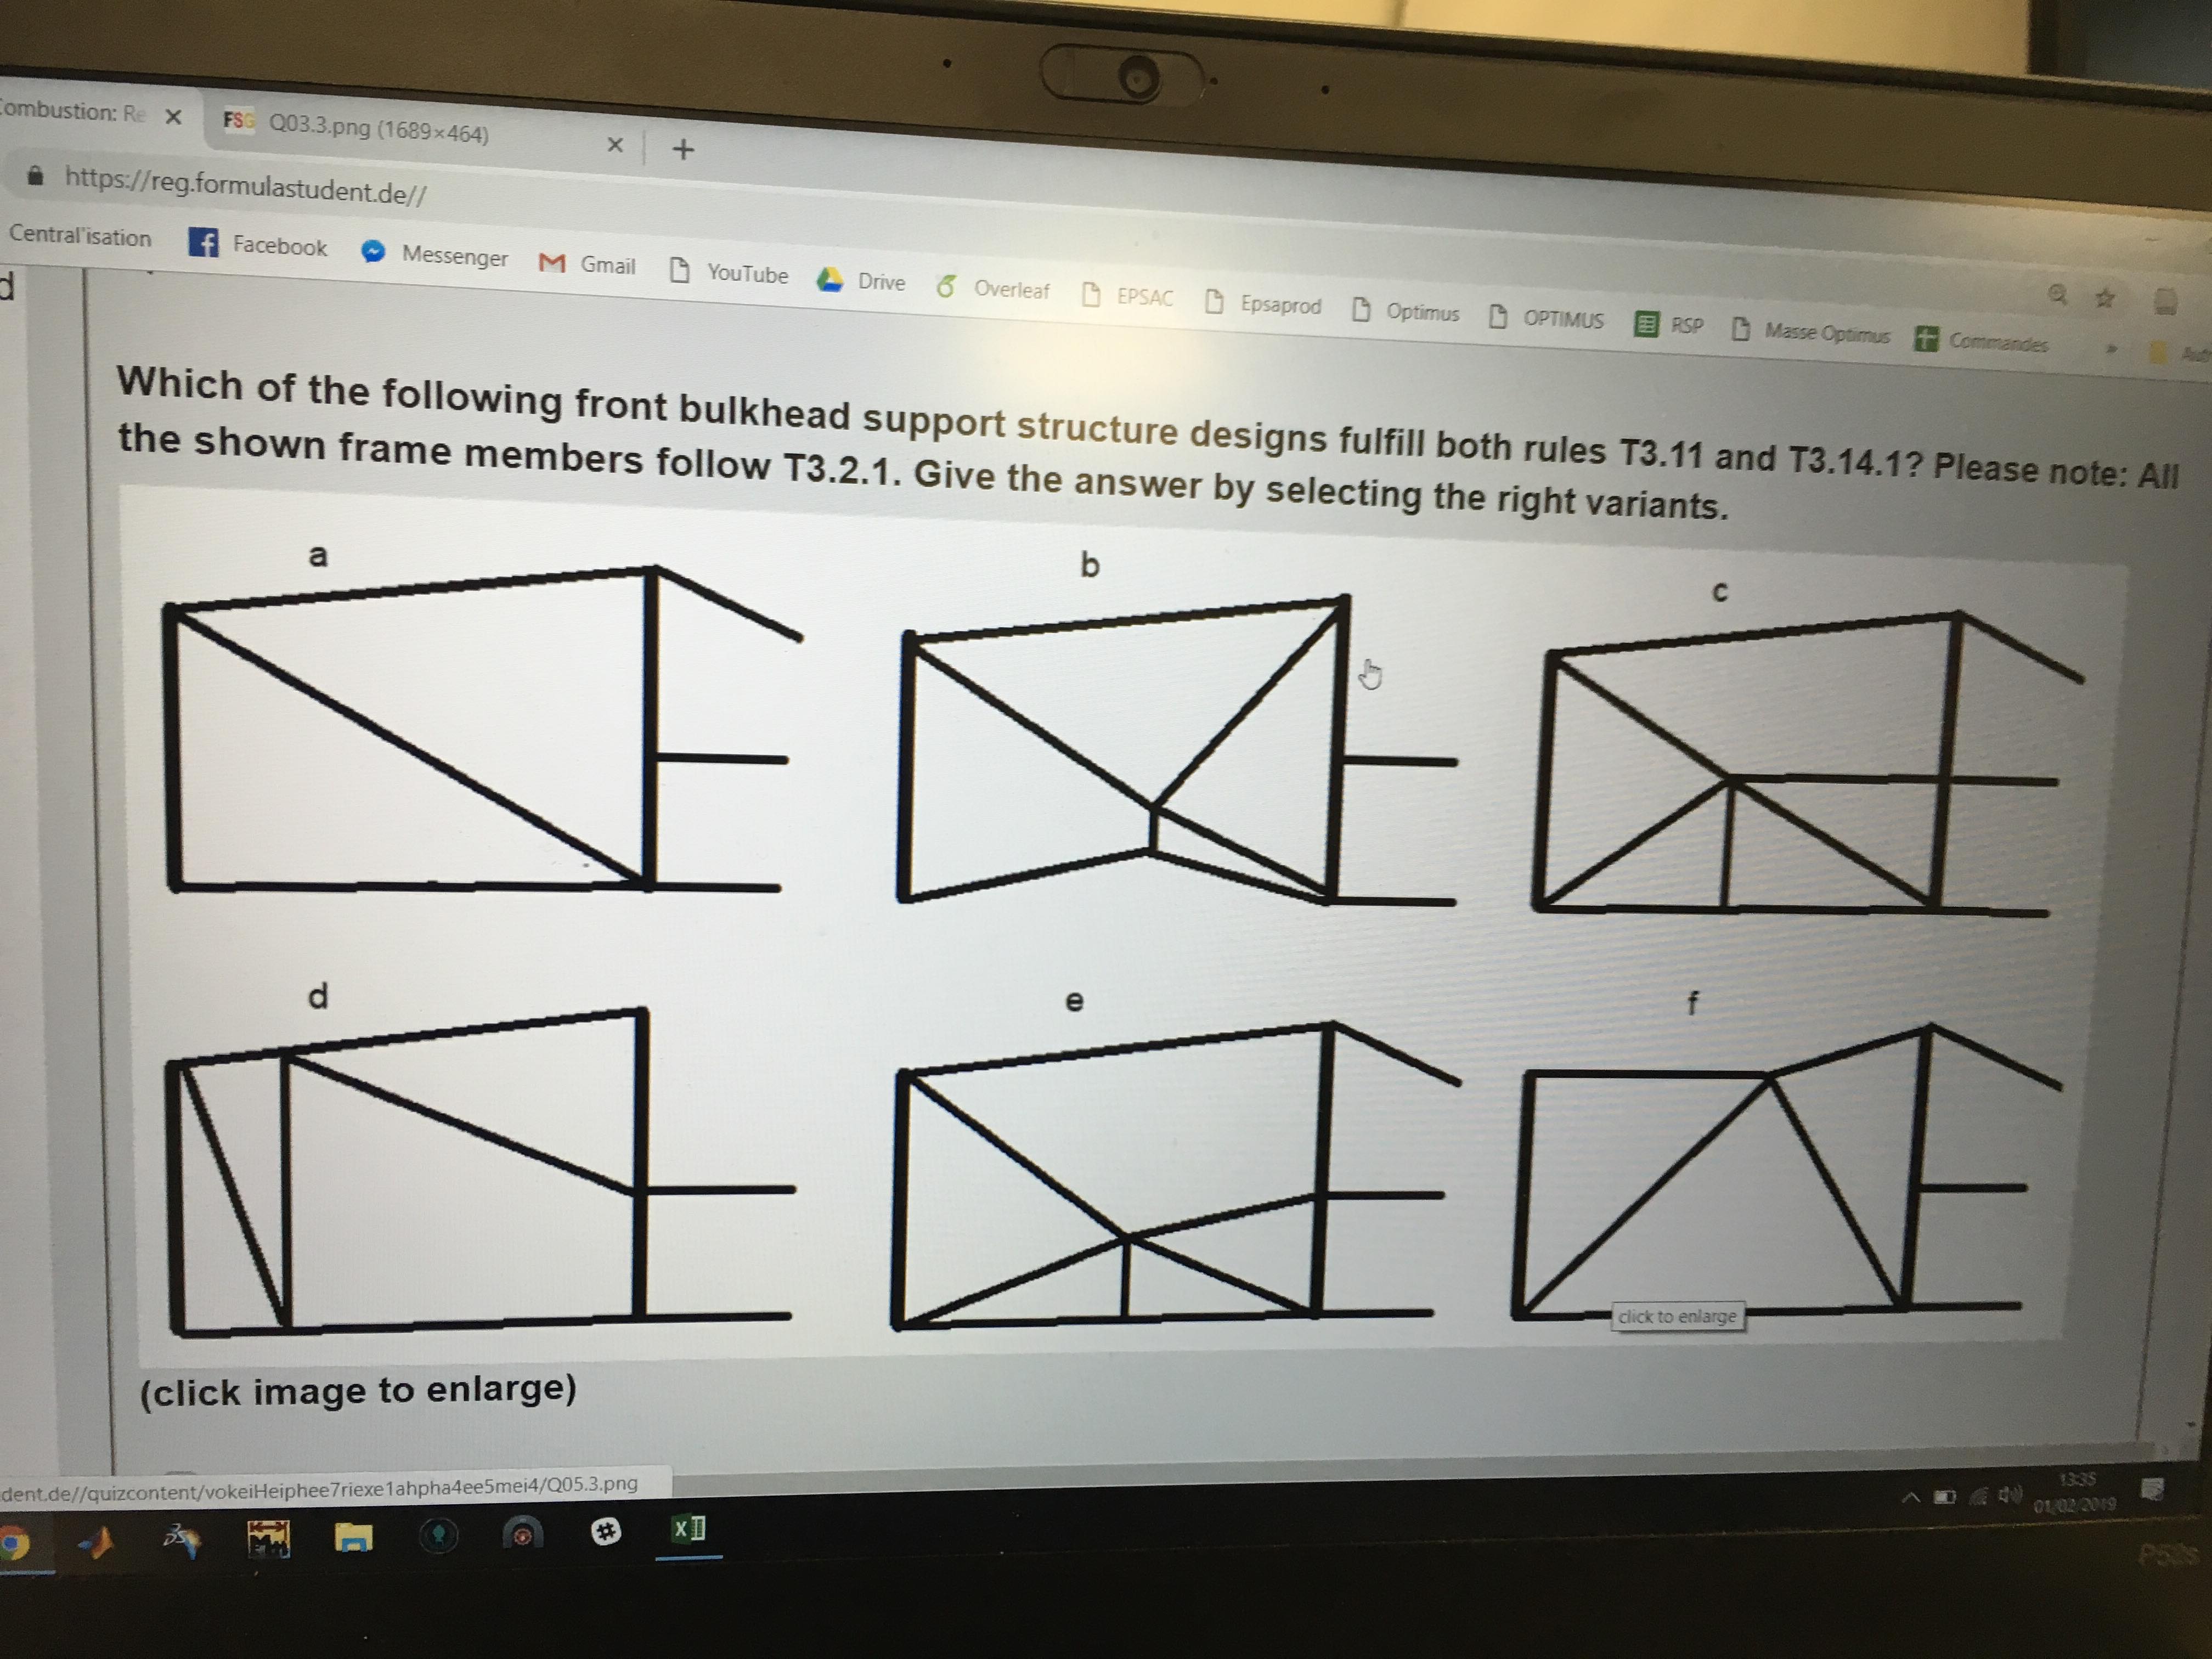 Combustion: Re
FSG Q03.3.png (1689×464)
https://reg.formulastudent.de//
Central'isation Facebook Messenger Gmail YouTube Drive Overleaf EPSAC Epsaprod Optimus OPTIMUS RSP Masse Optimus Commandes » Autr
d
Which of the following front bulkhead support structure designs fulfill both rules T3.11 and T3.14.1? Please note: All
the shown frame members follow T3.2.1. Give the answer by selecting the right variants.
a b c
d e f
click to enlarge
(click image to enlarge)
dent.de//quizcontent/vokeiHeiphee7riexe1ahpha4ee5mei4/Q05.3.png
13:35
01/02/2019